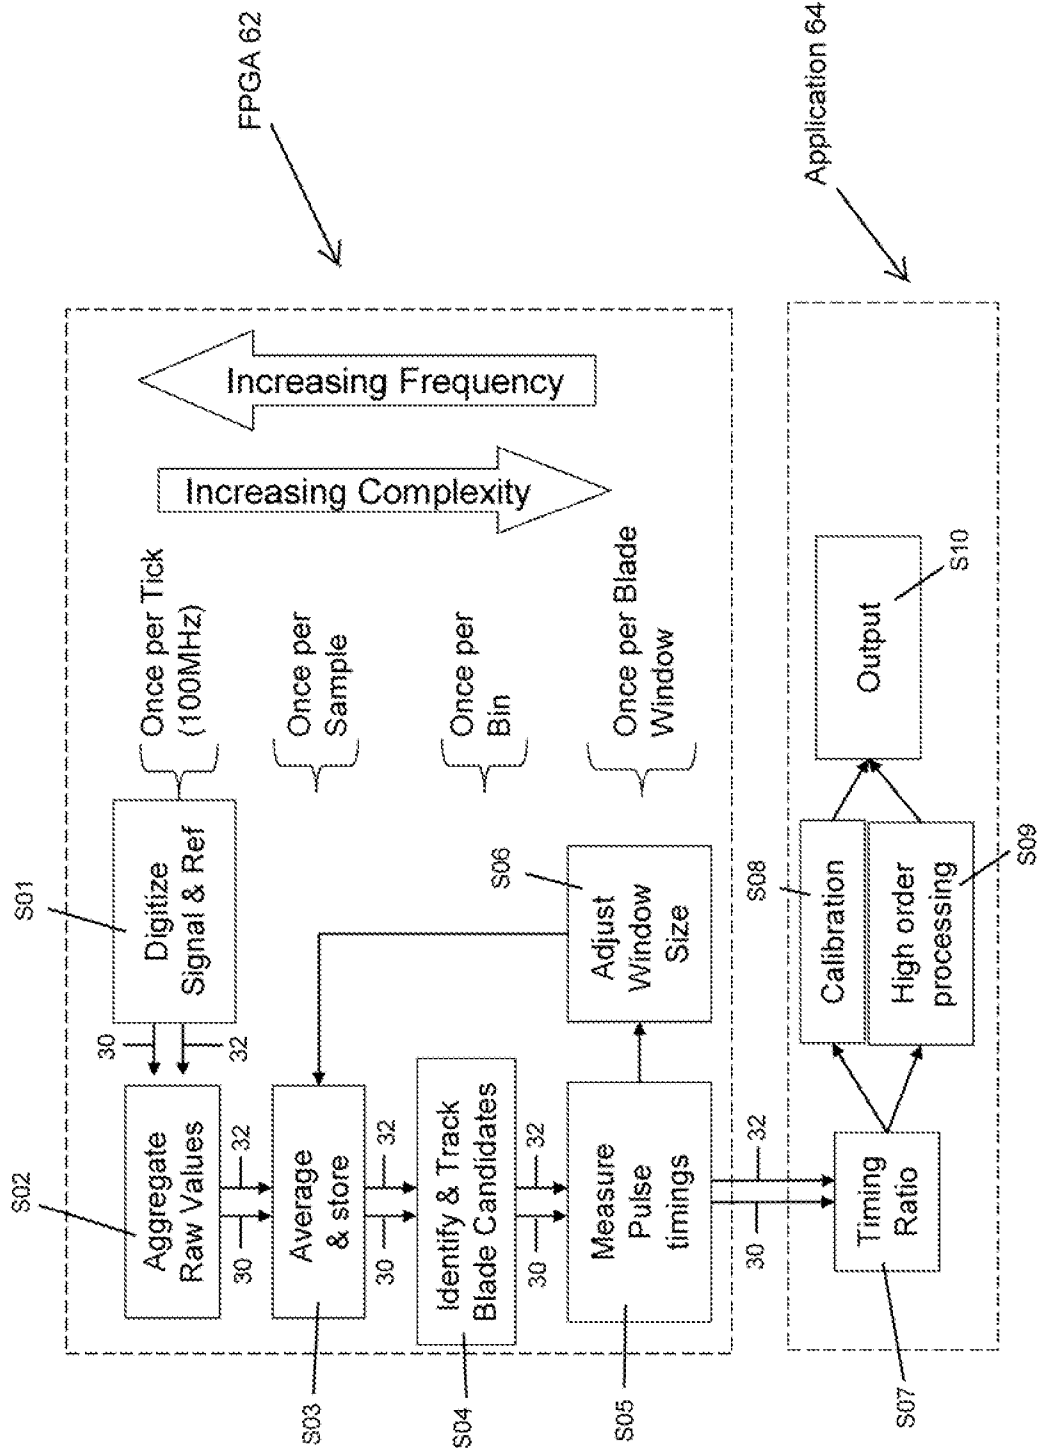 FPGA 62
Application 64
S02
S01
Aggregate
Raw Values
30
32
Digitize
Signal & Ref
Once per Tick
(100MHz)
Increasing Complexity
Increasing Frequency
30
32
S03
Average
& store
Once per
Sample
30
32
S04
Identify & Track
Blade Candidates
Once per
Bin
30
32
S05
Measure
Pulse
timings
S06
Adjust
Window
Size
Once per Blade
Window
30
32
S07
Timing
Ratio
S08
Calibration
S09
High order
processing
Output
S10